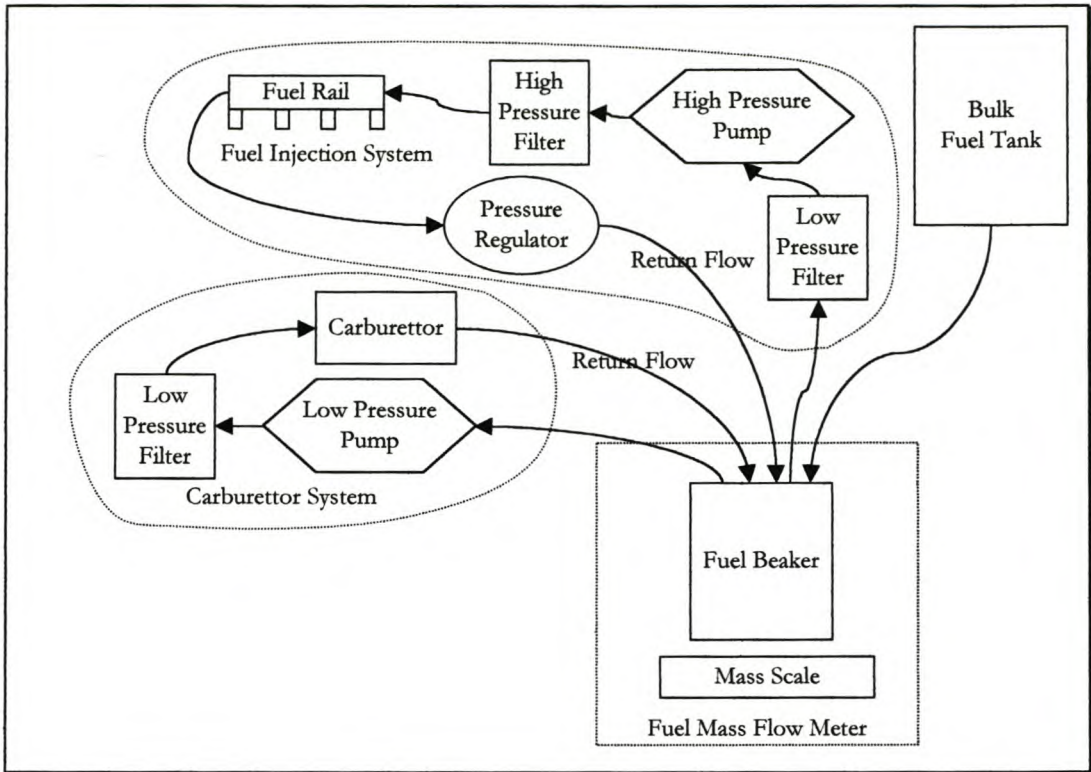 Fuel Rail
Fuel Injection System
High
Pressure
Filter
High Pressure
Pump
Bulk
Fuel Tank
Pressure
Regulator
Low
Pressure
Filter
Return Flow
Carburettor
Return Flow
Low
Pressure
Filter
Low Pressure
Pump
Carburettor System
Fuel Beaker
Mass Scale
Fuel Mass Flow Meter